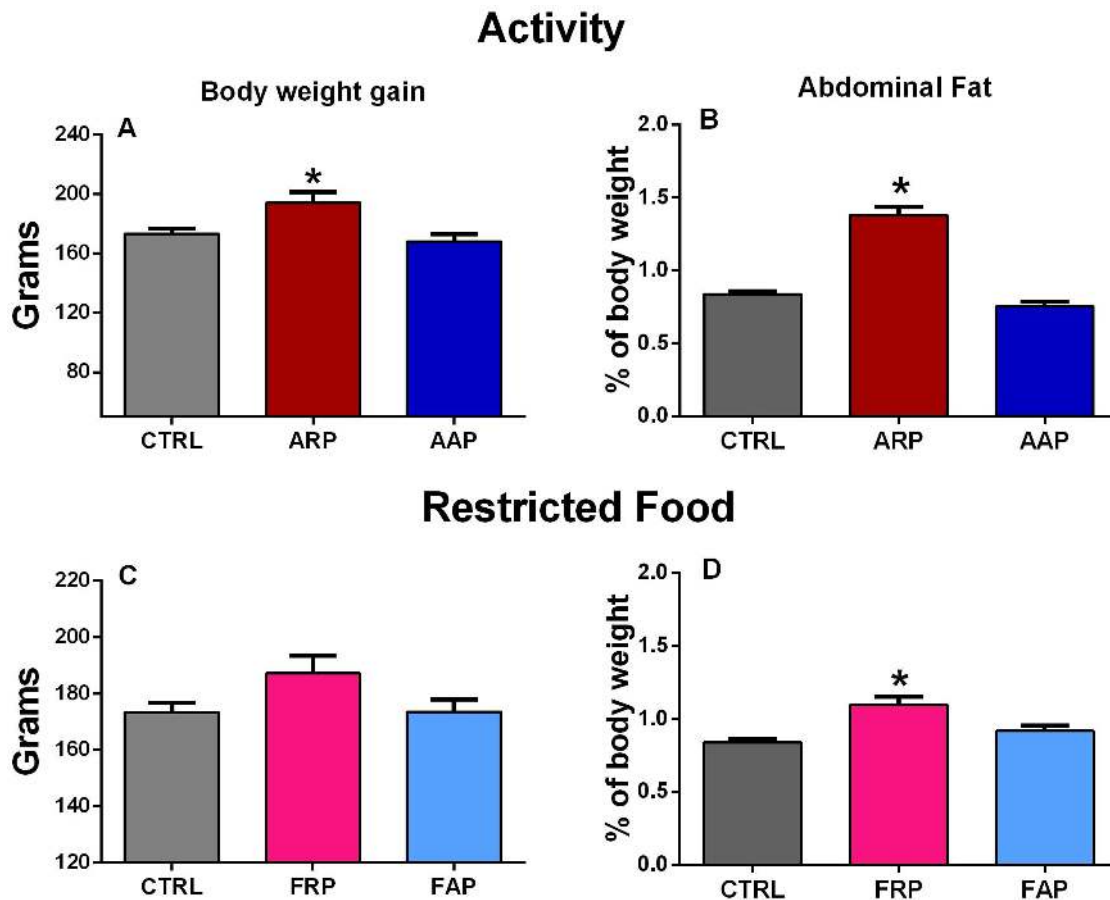 Activity
Body weight gain
Abdominal Fat
A
240
200
160
120
80
Grams
*
CTRL ARP AAP
B
2.0
1.5
1.0
0.5
0.0
% of body weight
*
CTRL ARP AAP
Restricted Food
C
220
200
180
160
140
120
Grams
CTRL FRP FAP
D
2.0
1.5
1.0
0.5
0.0
% of body weight
*
CTRL FRP FAP